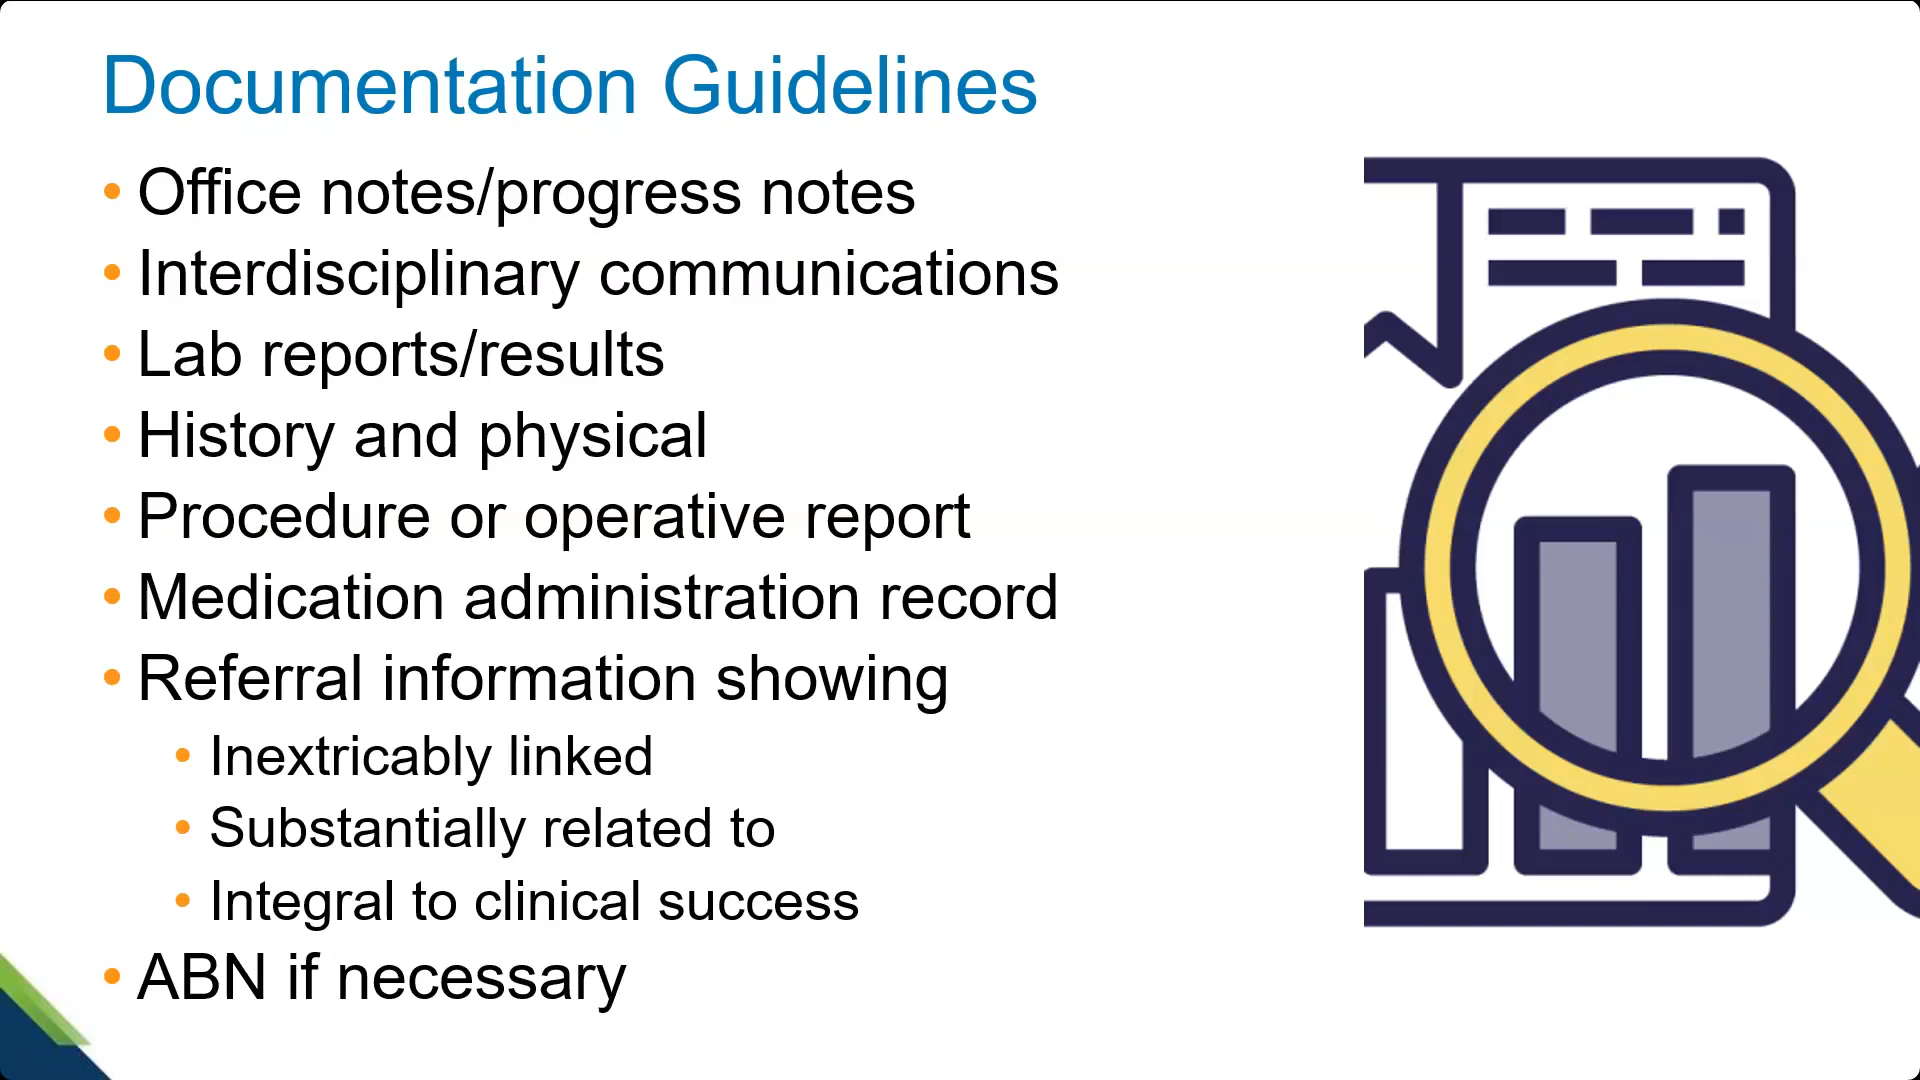 Documentation Guidelines
• Office notes/progress notes
• Interdisciplinary communications
• Lab reports/results
• History and physical
• Procedure or operative report
• Medication administration record
• Referral information showing
• Inextricably linked
• Substantially related to
• Integral to clinical success
• ABN if necessary